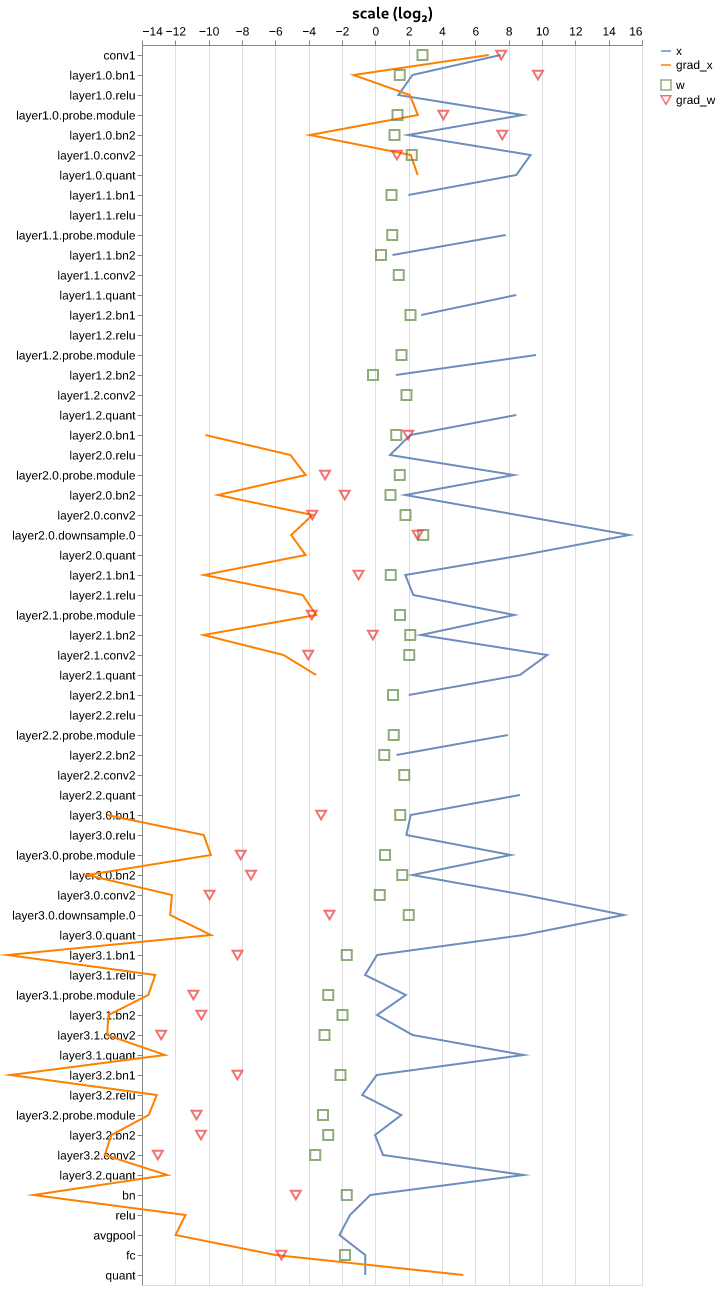 scale (log₂)
−14 −12 −10 −8 −6 −4 −2 0 2 4 6 8 10 12 14 16
x
grad_x
w
grad_w
conv1
layer1.0.bn1
layer1.0.relu
layer1.0.probe.module
layer1.0.bn2
layer1.0.conv2
layer1.0.quant
layer1.1.bn1
layer1.1.relu
layer1.1.probe.module
layer1.1.bn2
layer1.1.conv2
layer1.1.quant
layer1.2.bn1
layer1.2.relu
layer1.2.probe.module
layer1.2.bn2
layer1.2.conv2
layer1.2.quant
layer2.0.bn1
layer2.0.relu
layer2.0.probe.module
layer2.0.bn2
layer2.0.conv2
layer2.0.downsample.0
layer2.0.quant
layer2.1.bn1
layer2.1.relu
layer2.1.probe.module
layer2.1.bn2
layer2.1.conv2
layer2.1.quant
layer2.2.bn1
layer2.2.relu
layer2.2.probe.module
layer2.2.bn2
layer2.2.conv2
layer2.2.quant
layer3.0.bn1
layer3.0.relu
layer3.0.probe.module
layer3.0.bn2
layer3.0.conv2
layer3.0.downsample.0
layer3.0.quant
layer3.1.bn1
layer3.1.relu
layer3.1.probe.module
layer3.1.bn2
layer3.1.conv2
layer3.1.quant
layer3.2.bn1
layer3.2.relu
layer3.2.probe.module
layer3.2.bn2
layer3.2.conv2
layer3.2.quant
bn
relu
avgpool
fc
quant